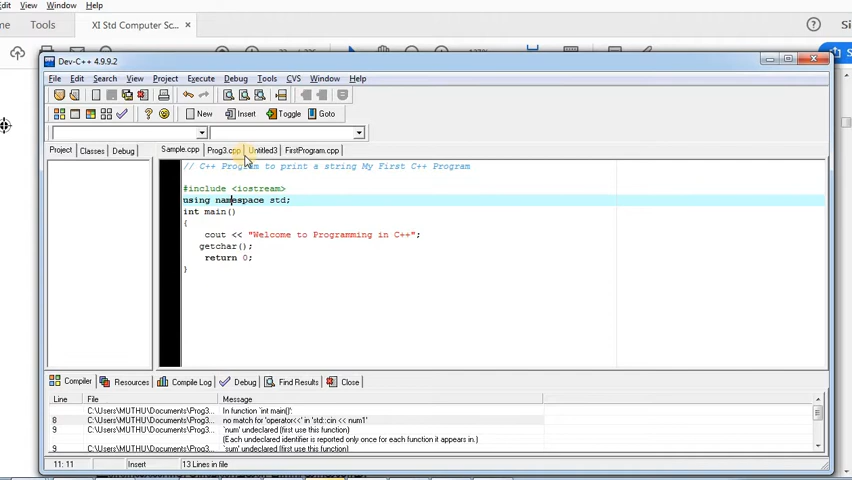 Edit View Window Help
me Tools XI Std Computer Sc... ×
Dev-C++ 4.9.9.2
File Edit Search View Project Execute Debug Tools CVS Window Help
New Insert Toggle Goto
Project Classes Debug Sample.cpp Prog3.cpp Untitled3 FirstProgram.cpp
// C++ Program to print a string My First C++ Program
#include <iostream>
using namespace std;
int main()
{
cout << "Welcome to Programming in C++";
getchar();
return 0;
}
Compiler Resources Compile Log Debug Find Results Close
Line File Message
C:\Users\MUTHU\Documents\Prog3... In function `int main()':
8 C:\Users\MUTHU\Documents\Prog3... no match for 'operator<<' in 'std::cin << num1'
9 C:\Users\MUTHU\Documents\Prog3... `num' undeclared (first use this function)
(Each undeclared identifier is reported only once for each function it appears in.)
9 C:\Users\MUTHU\Documents\Prog3... `sum' undeclared (first use this function)
11: 11 Insert 13 Lines in file